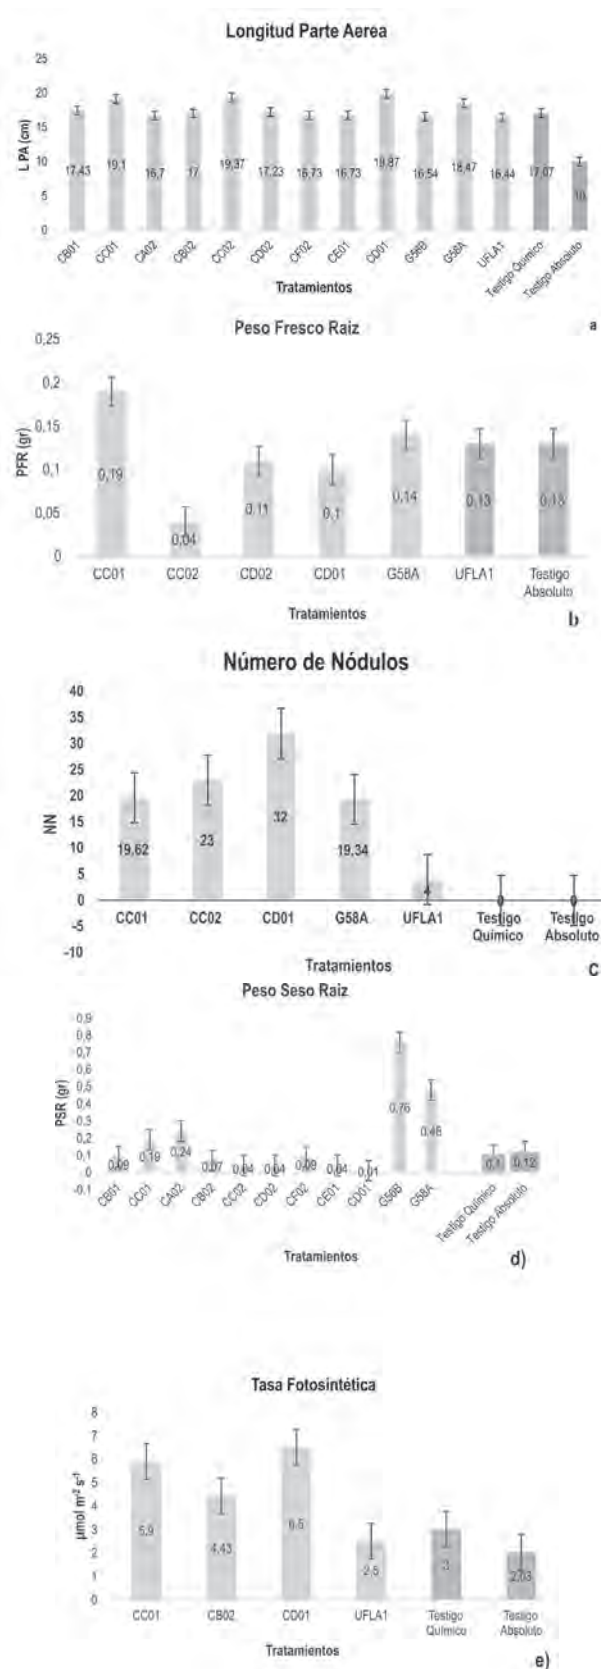 Longitud Parte Aerea
25
20
15
10
5
0
L PA (cm)
17,43 19,1 16,7 17 19,37 17,23 16,73 16,73 19,87 16,54 18,47 16,44 17,07 10
CB01 CC01 CA02 CB02 CC02 CD02 CF02 CE01 CD01 G58B G58A UFLA1 Testigo Químico Testigo Absoluto
Tratamientos
a
Peso Fresco Raiz
0,25
0,2
0,15
0,1
0,05
0
PFR (gr)
0,19 0,04 0,11 0,1 0,14 0,13 0,13
CC01 CC02 CD02 CD01 G58A UFLA1 Testigo
Absoluto
Tratamientos
b
Número de Nódulos
40
35
30
25
20
15
10
5
0
-5
-10
NN
19,62 23 32 19,34 4 0 0
CC01 CC02 CD01 G58A UFLA1 Testigo Testigo
Químico Absoluto
Tratamientos
C
Peso Seso Raiz
0,9
0,8
0,7
0,6
0,5
0,4
0,3
0,2
0,1
0
-0.1
PSR (gr)
0,09 0,19 0,24 0,07 0,04 0,04 0,09 0,04 0,01 0,76 0,48 0,1 0,12
CB01 CC01 CA02 CB02 CC02 CD02 CF02 CE01 CD01 G58B G58A Testigo Químico Testigo Absoluto
Tratamientos
d)
Tasa Fotosintética
8
7
6
5
4
3
2
1
0
µmol m⁻² s⁻¹
5,9 4,43 6,5 2,5 3 2,03
CC01 CB02 CD01 UFLA1 Testigo Testigo
Químico Absoluto
Tratamientos
e)